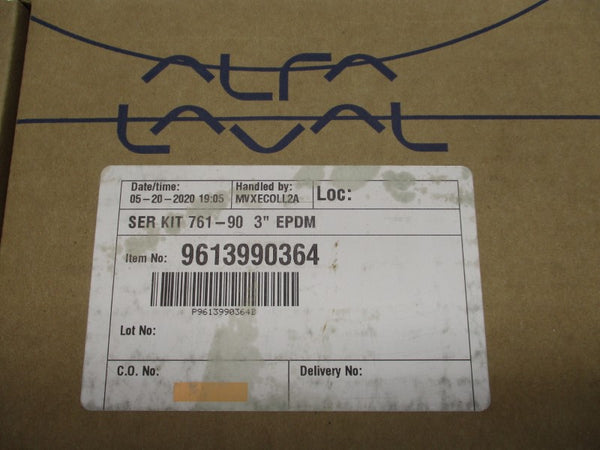 ALFA
LAVAL
Date/time: Handled by: Loc:
05-20-2020 19:05 MVXECOLL2A
SER KIT 761-90 3" EPDM
Item No: 9613990364
Lot No:
C.O. No: Delivery No: